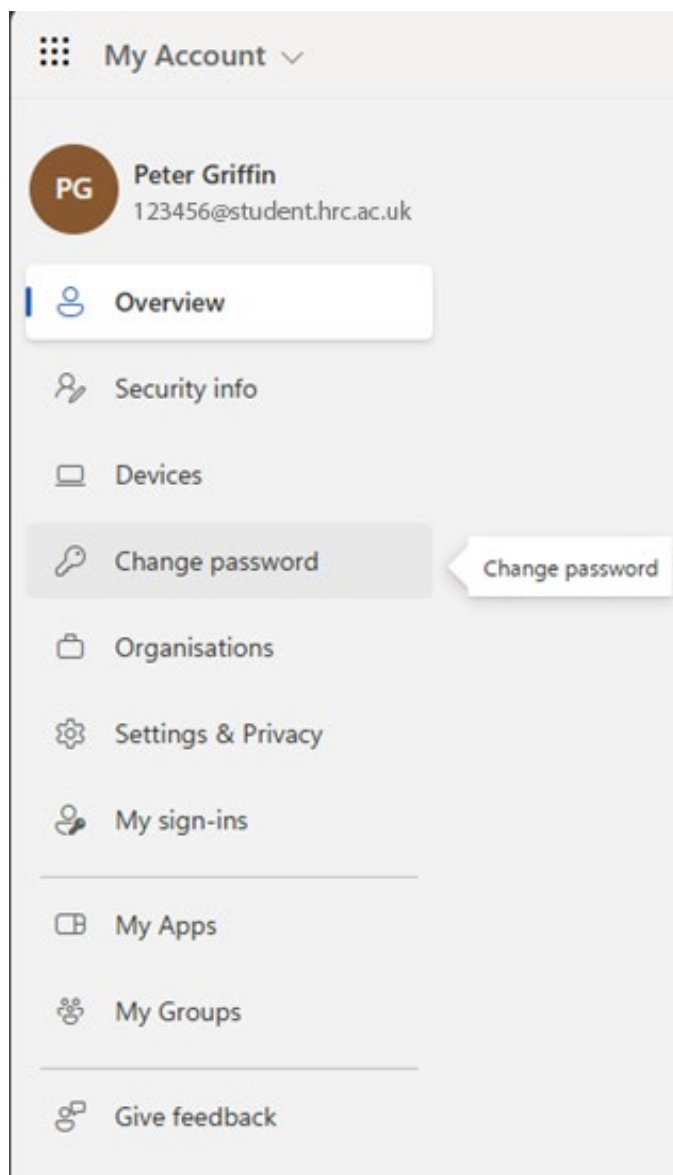 My Account
PG
Peter Griffin
123456@student.hrc.ac.uk
Overview
Security info
Devices
Change password
Change password
Organisations
Settings & Privacy
My sign-ins
My Apps
My Groups
Give feedback